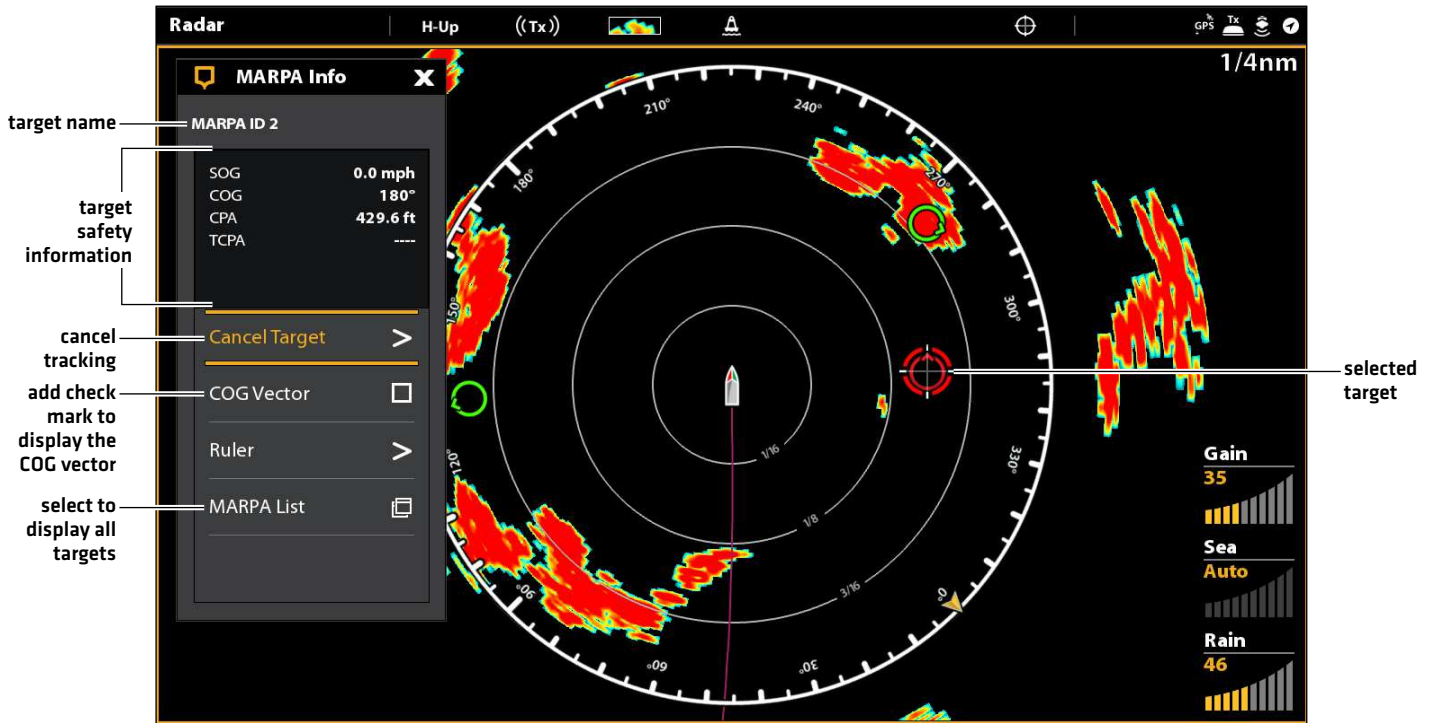 Radar
H-Up
((Tx))
GPS
Tx
1/4nm
MARPA Info
X
target name
MARPA ID 2
target
safety
information
SOG 0.0 mph
COG 180°
CPA 429.6 ft
TCPA ----
cancel
tracking
Cancel Target >
add check
mark to
display the
COG vector
COG Vector
Ruler >
select to
display all
targets
MARPA List
210°
240°
180°
270°
150°
300°
120°
330°
90°
60°
30°
0°
1/16
1/8
3/16
selected
target
Gain
35
Sea
Auto
Rain
46